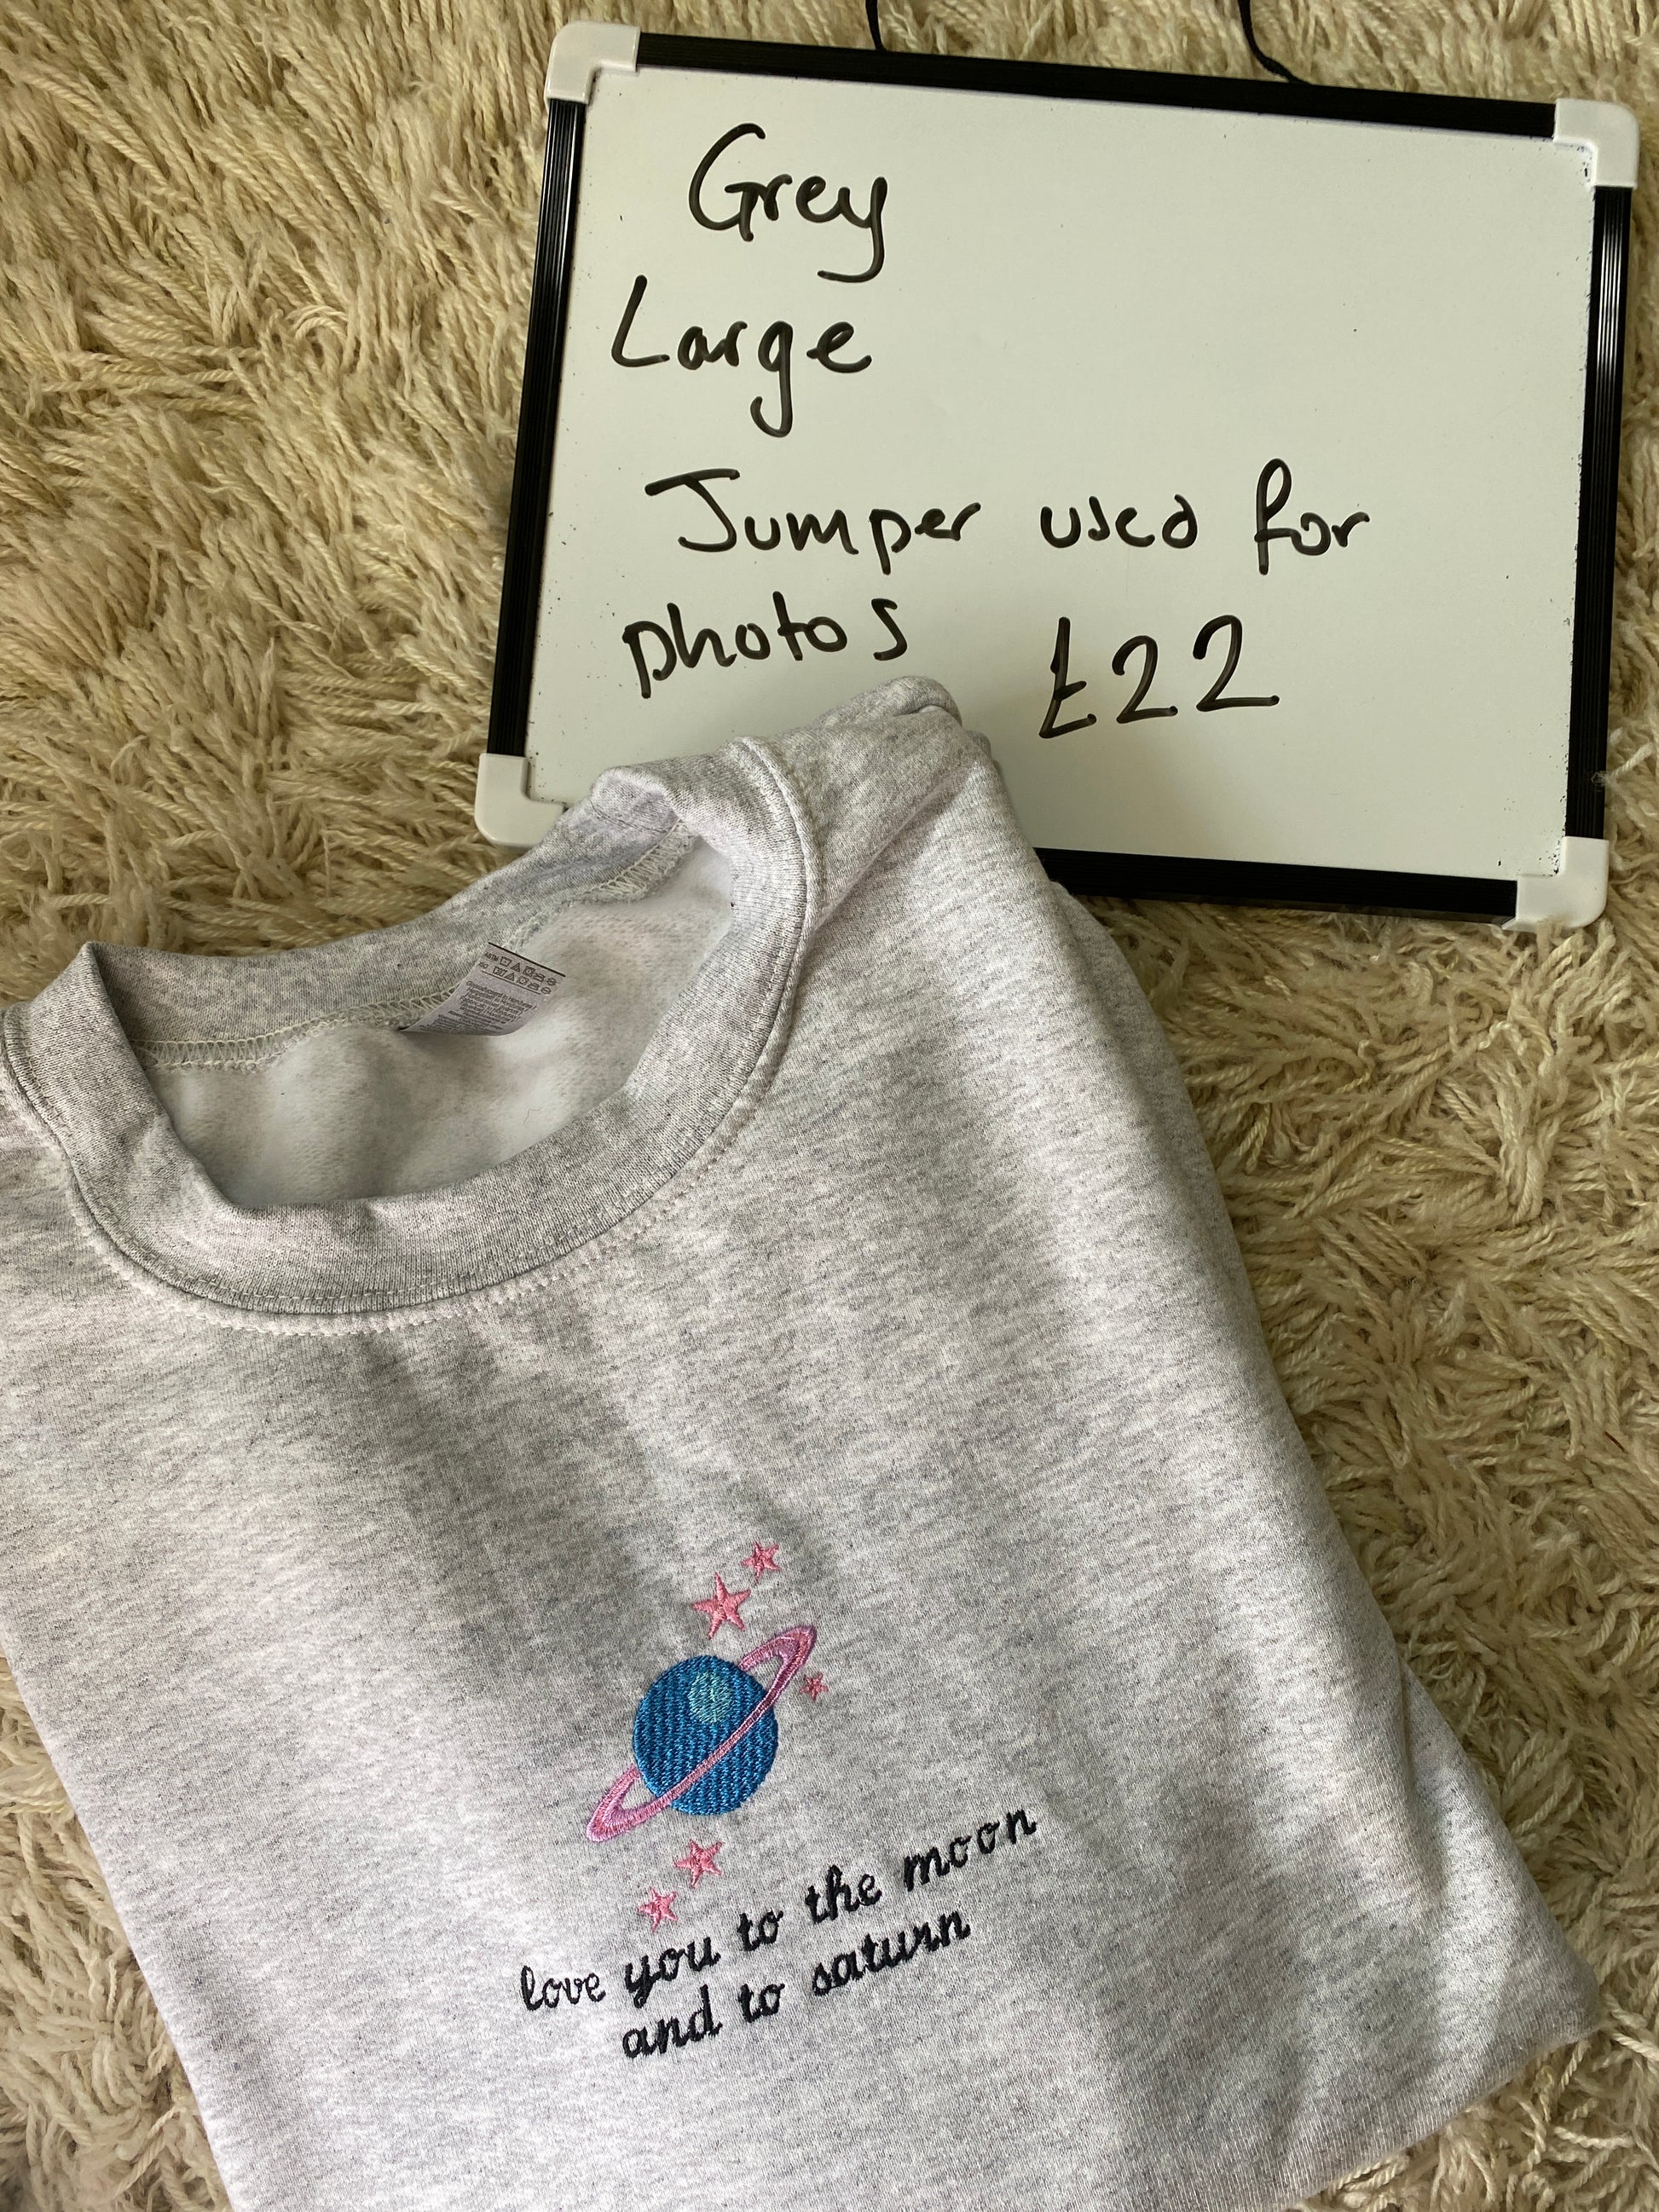 Grey
Large
Jumper used for
photos £22
love you to the moon
and to saturn